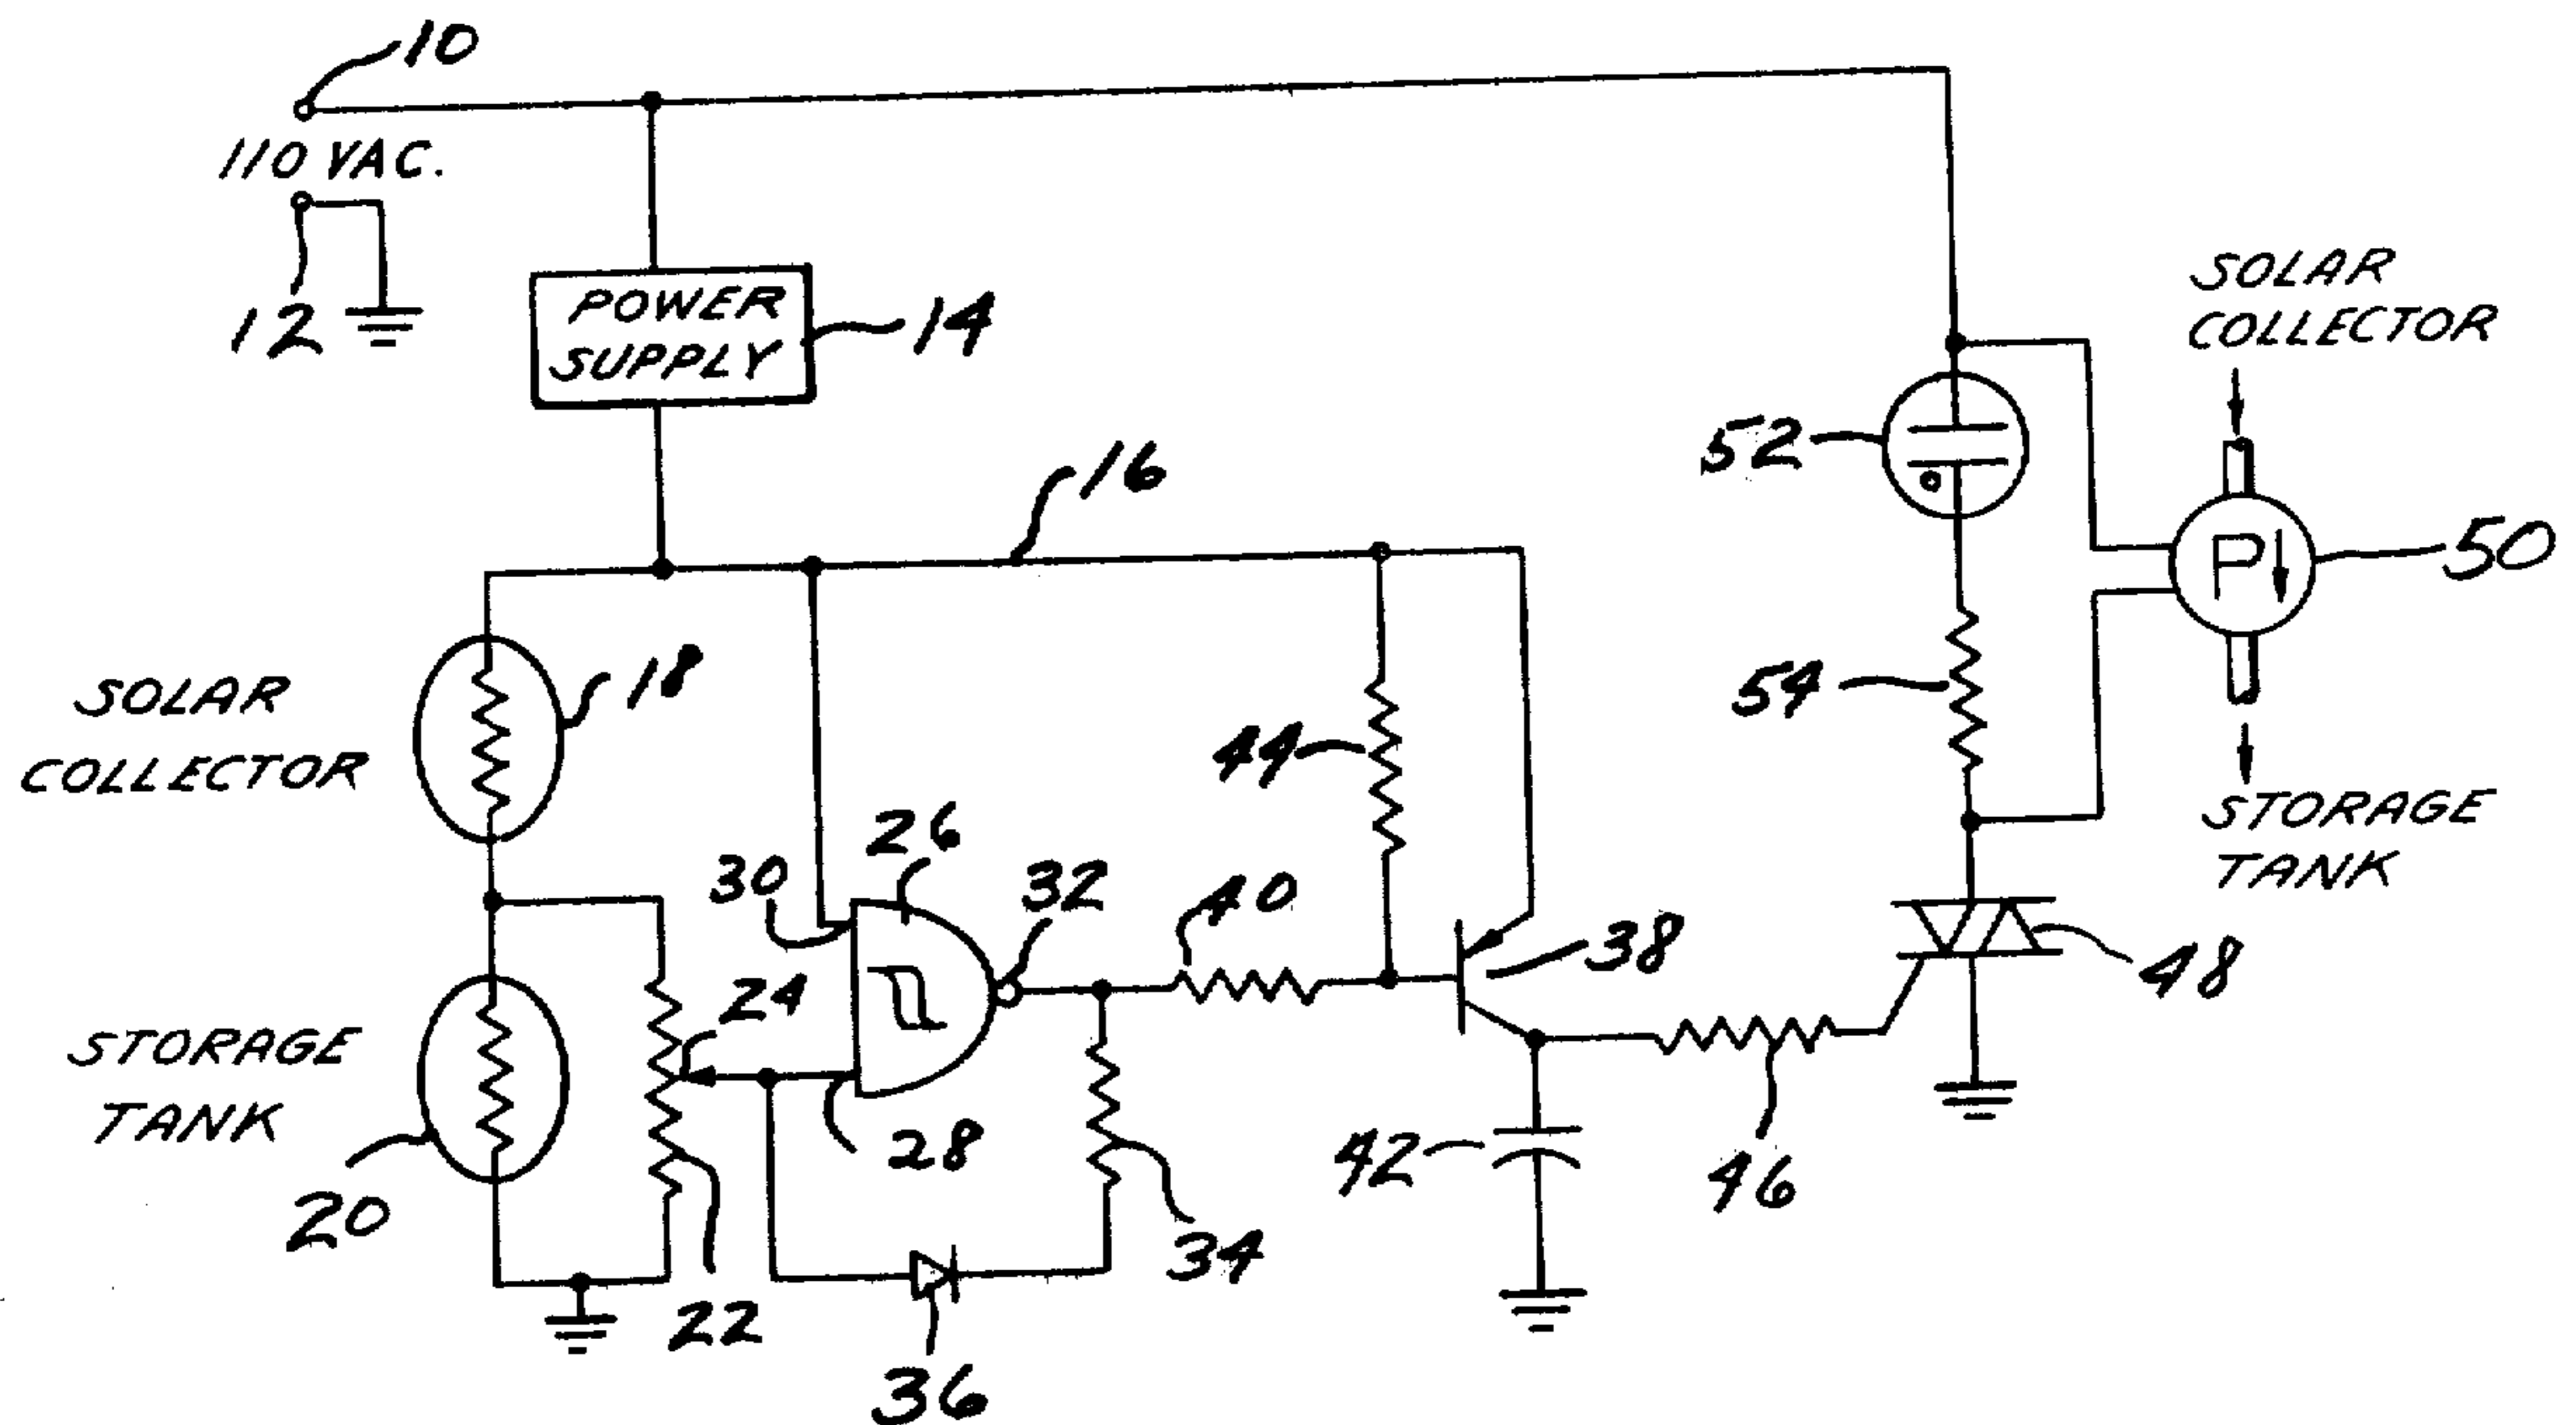 10
110 VAC.
12
POWER
SUPPLY
14
16
SOLAR
COLLECTOR
18
STORAGE
TANK
20
22
24
26
28
30
32
34
36
38
40
42
44
46
48
SOLAR
COLLECTOR
P
50
52
54
STORAGE
TANK